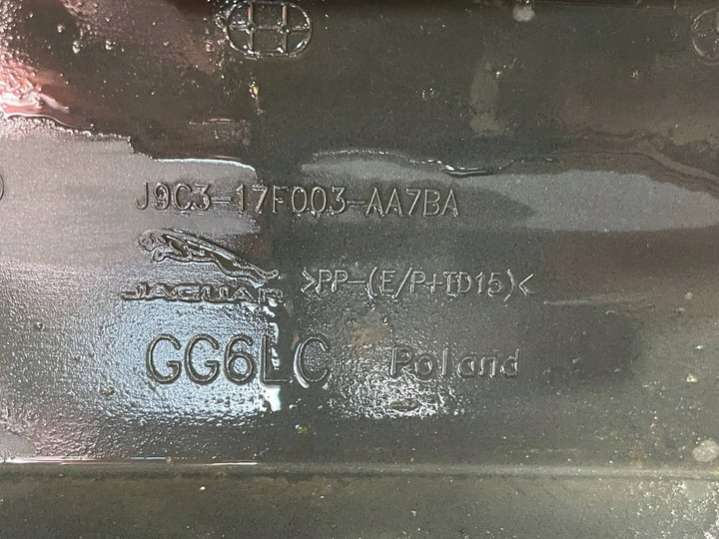 J9C3-17F003-AA7BA
JAGUAR >PP-(E/P+TD15)<
GG6LC Poland